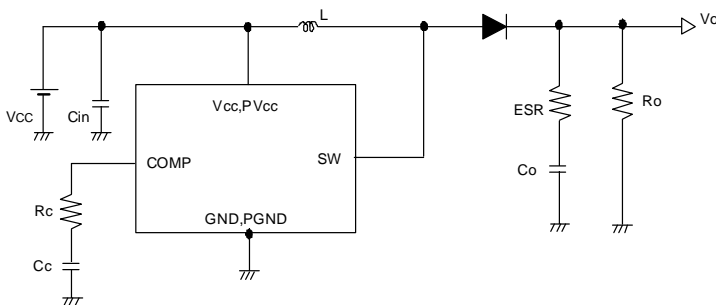 L
Vo
Vcc
Cin
Vcc,PVcc
COMP
SW
GND,PGND
Rc
Cc
ESR
Co
Ro